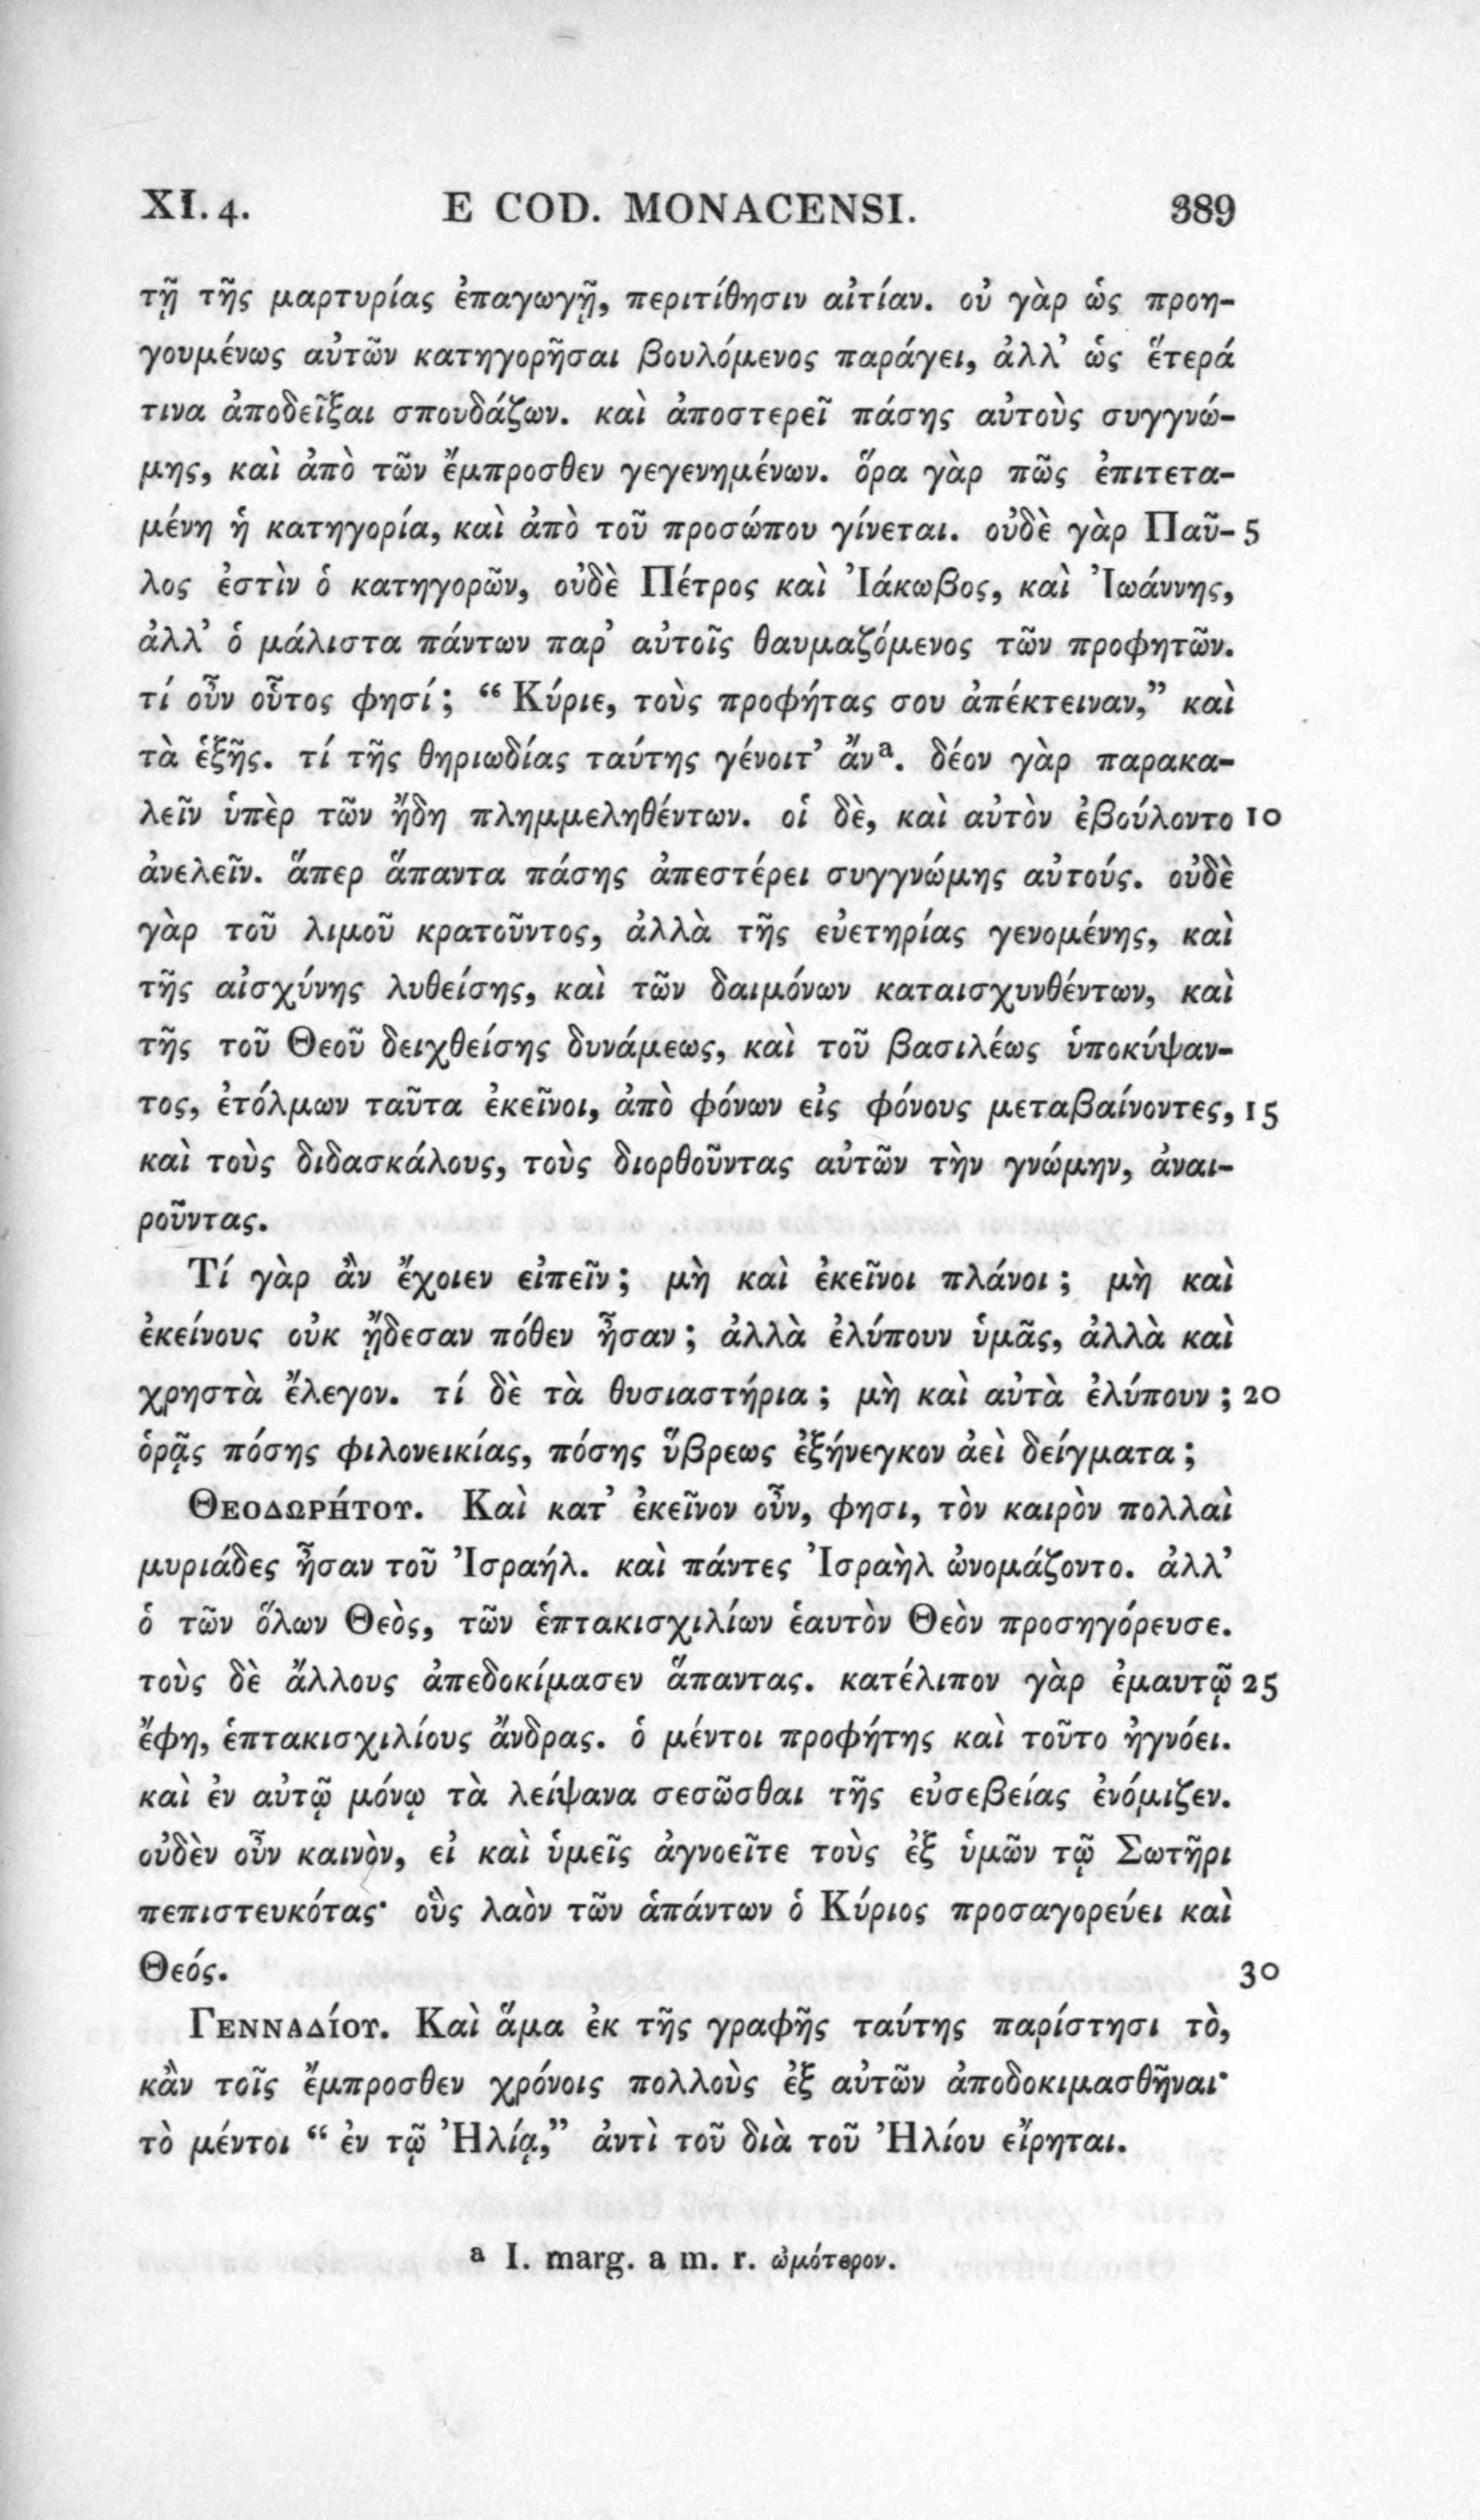 XI. 4. E COD. MONACENSI. 389
τῇ τῆς μαρτυρίας ἐπαγωγῇ, περιτίθησιν αἰτίαν. οὐ γὰρ ὡς προη-
γουμένως αὐτῶν κατηγορῆσαι βουλόμενος παράγει, ἀλλ’ ὡς ἕτερά
τινα ἀποδεῖξαι σπουδάζων. καὶ ἀποστερεῖ πάσης αὐτοὺς συγγνώ-
μης, καὶ ἀπὸ τῶν ἔμπροσθεν γεγενημένων. ὅρα γὰρ πῶς ἐπιτετα-
μένη ἡ κατηγορία, καὶ ἀπὸ τοῦ προσώπου γίνεται. οὐδὲ γὰρ Παῦ- 5
λος ἐστὶν ὁ κατηγορῶν, οὐδὲ Πέτρος καὶ Ἰάκωβος, καὶ Ἰωάννης,
ἀλλ’ ὁ μάλιστα πάντων παρ’ αὐτοῖς θαυμαζόμενος τῶν προφητῶν.
τί οὖν οὗτος φησί; “ Κύριε, τοὺς προφήτας σου ἀπέκτειναν,” καὶ
τὰ ἑξῆς. τί τῆς θηριωδίας ταύτης γένοιτ’ ἄνᵃ. δέον γὰρ παρακα-
λεῖν ὑπὲρ τῶν ἤδη πλημμεληθέντων. οἱ δὲ, καὶ αὐτὸν ἐβούλοντο 10
ἀνελεῖν. ἅπερ ἅπαντα πάσης ἀπεστέρει συγγνώμης αὐτούς. οὐδὲ
γὰρ τοῦ λιμοῦ κρατοῦντος, ἀλλὰ τῆς εὐετηρίας γενομένης, καὶ
τῆς αἰσχύνης λυθείσης, καὶ τῶν δαιμόνων καταισχυνθέντων, καὶ
τῆς τοῦ Θεοῦ δειχθείσης δυνάμεως, καὶ τοῦ βασιλέως ὑποκύψαν-
τος, ἐτόλμων ταῦτα ἐκεῖνοι, ἀπὸ φόνων εἰς φόνους μεταβαίνοντες, 15
καὶ τοὺς διδασκάλους, τοὺς διορθοῦντας αὐτῶν τὴν γνώμην, ἀναι-
ροῦντας.
Τί γὰρ ἂν ἔχοιεν εἰπεῖν; μὴ καὶ ἐκεῖνοι πλάνοι; μὴ καὶ
ἐκείνους οὐκ ᾔδεσαν πόθεν ἦσαν; ἀλλὰ ἐλύπουν ὑμᾶς, ἀλλὰ καὶ
χρηστὰ ἔλεγον. τί δὲ τὰ θυσιαστήρια; μὴ καὶ αὐτὰ ἐλύπουν; 20
ὁρᾷς πόσης φιλονεικίας, πόσης ὕβρεως ἐξήνεγκον ἀεὶ δείγματα;
ΘΕΟΔΩΡΉΤΟΥ. Καὶ κατ’ ἐκεῖνον οὖν, φησι, τὸν καιρὸν πολλαὶ
μυριάδες ἦσαν τοῦ Ἰσραήλ. καὶ πάντες Ἰσραὴλ ὠνομάζοντο. ἀλλ’
ὁ τῶν ὅλων Θεὸς, τῶν ἑπτακισχιλίων ἑαυτὸν Θεὸν προσηγόρευσε.
τοὺς δὲ ἄλλους ἀπεδοκίμασεν ἅπαντας. κατέλιπον γὰρ ἐμαυτῷ 25
ἔφη, ἑπτακισχιλίους ἄνδρας. ὁ μέντοι προφήτης καὶ τοῦτο ἠγνόει.
καὶ ἐν αὐτῷ μόνῳ τὰ λείψανα σεσῶσθαι τῆς εὐσεβείας ἐνόμιζεν.
οὐδὲν οὖν καινὸν, εἰ καὶ ὑμεῖς ἀγνοεῖτε τοὺς ἐξ ὑμῶν τῷ Σωτῆρι
πεπιστευκότας· οὓς λαὸν τῶν ἁπάντων ὁ Κύριος προσαγορεύει καὶ
Θεός. 30
ΓΕΝΝΑΔΊΟΥ. Καὶ ἅμα ἐκ τῆς γραφῆς ταύτης παρίστησι τὸ,
κἂν τοῖς ἔμπροσθεν χρόνοις πολλοὺς ἐξ αὐτῶν ἀποδοκιμασθῆναι·
τὸ μέντοι “ ἐν τῷ Ἠλίᾳ,” ἀντὶ τοῦ διὰ τοῦ Ἠλίου εἴρηται.
ᵃ I. marg. a m. r. ὠμότερον.